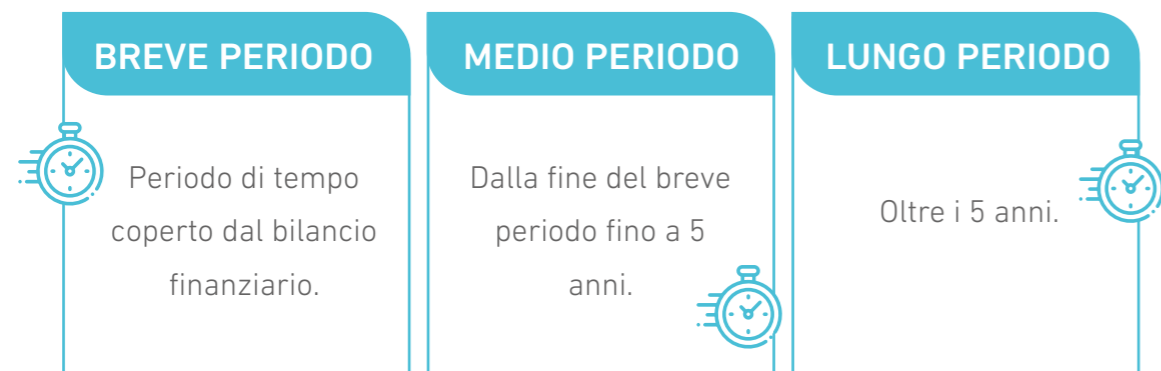 BREVE PERIODO
Periodo di tempo
coperto dal bilancio
finanziario.
MEDIO PERIODO
Dalla fine del breve
periodo fino a 5
anni.
LUNGO PERIODO
Oltre i 5 anni.